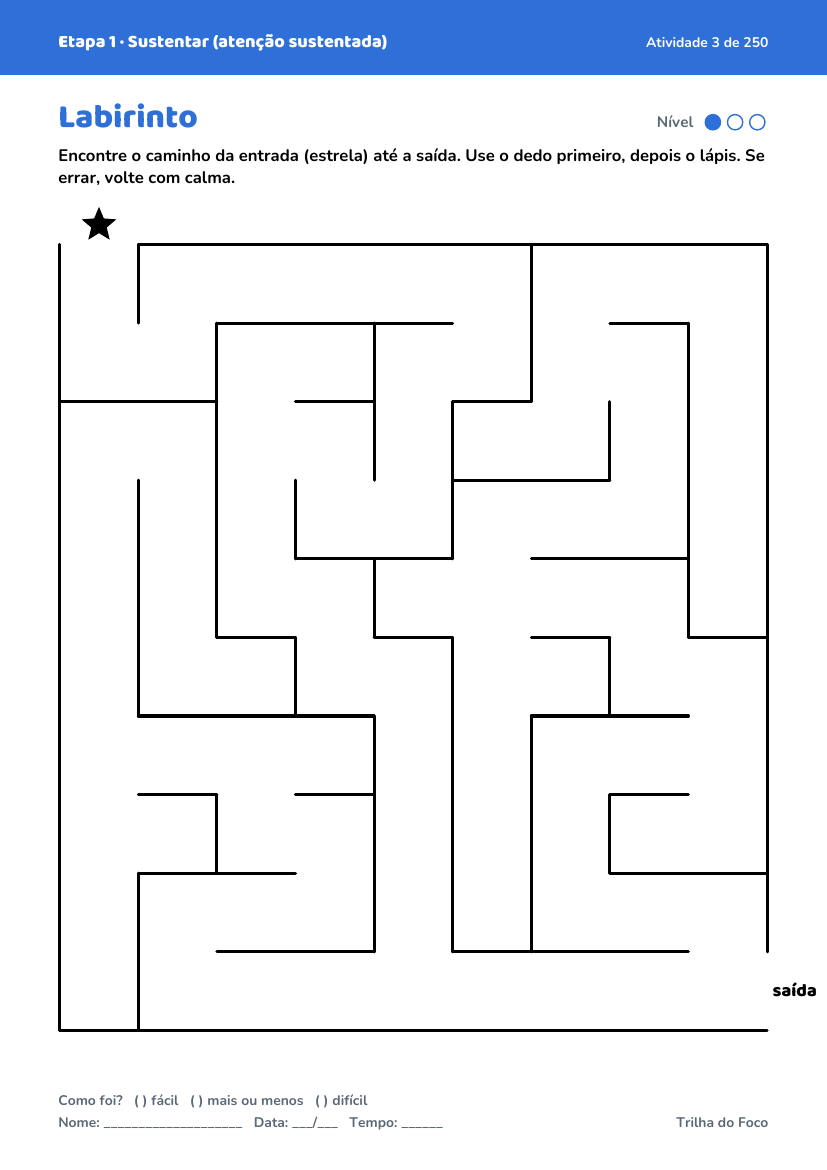 Etapa 1 · Sustentar (atenção sustentada)
Atividade 3 de 250
Labirinto
Nível
Encontre o caminho da entrada (estrela) até a saída. Use o dedo primeiro, depois o lápis. Se
errar, volte com calma.
saída
Como foi? ( ) fácil ( ) mais ou menos ( ) difícil
Nome: ____________________ Data: ___/___ Tempo: ______
Trilha do Foco